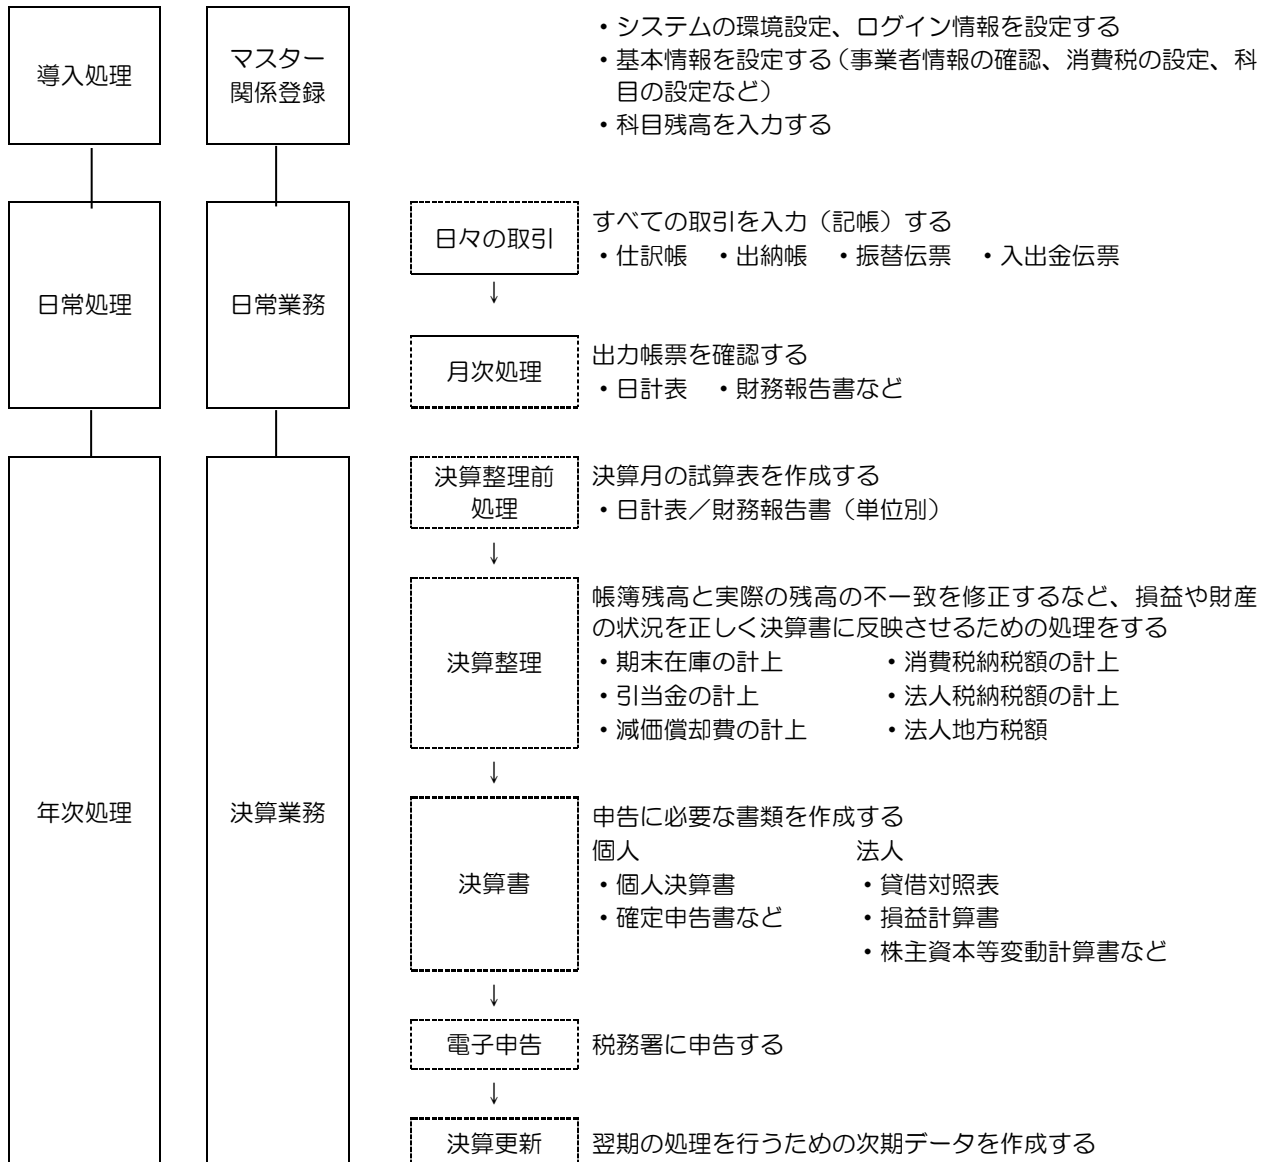 導入処理
マスター
関係登録
・システムの環境設定、ログイン情報を設定する
・基本情報を設定する（事業者情報の確認、消費税の設定、科
目の設定など）
・科目残高を入力する
日常処理
日常業務
日々の取引
すべての取引を入力（記帳）する
・仕訳帳　・出納帳　・振替伝票　・入出金伝票
↓
月次処理
出力帳票を確認する
・日計表　・財務報告書など
年次処理
決算業務
決算整理前
処理
決算月の試算表を作成する
・日計表／財務報告書（単位別）
↓
決算整理
帳簿残高と実際の残高の不一致を修正するなど、損益や財産
の状況を正しく決算書に反映させるための処理をする
・期末在庫の計上　・消費税納税額の計上
・引当金の計上　・法人税納税額の計上
・減価償却費の計上　・法人地方税額
↓
決算書
申告に必要な書類を作成する
個人　法人
・個人決算書　・貸借対照表
・確定申告書など　・損益計算書
・株主資本等変動計算書など
↓
電子申告
税務署に申告する
↓
決算更新
翌期の処理を行うための次期データを作成する